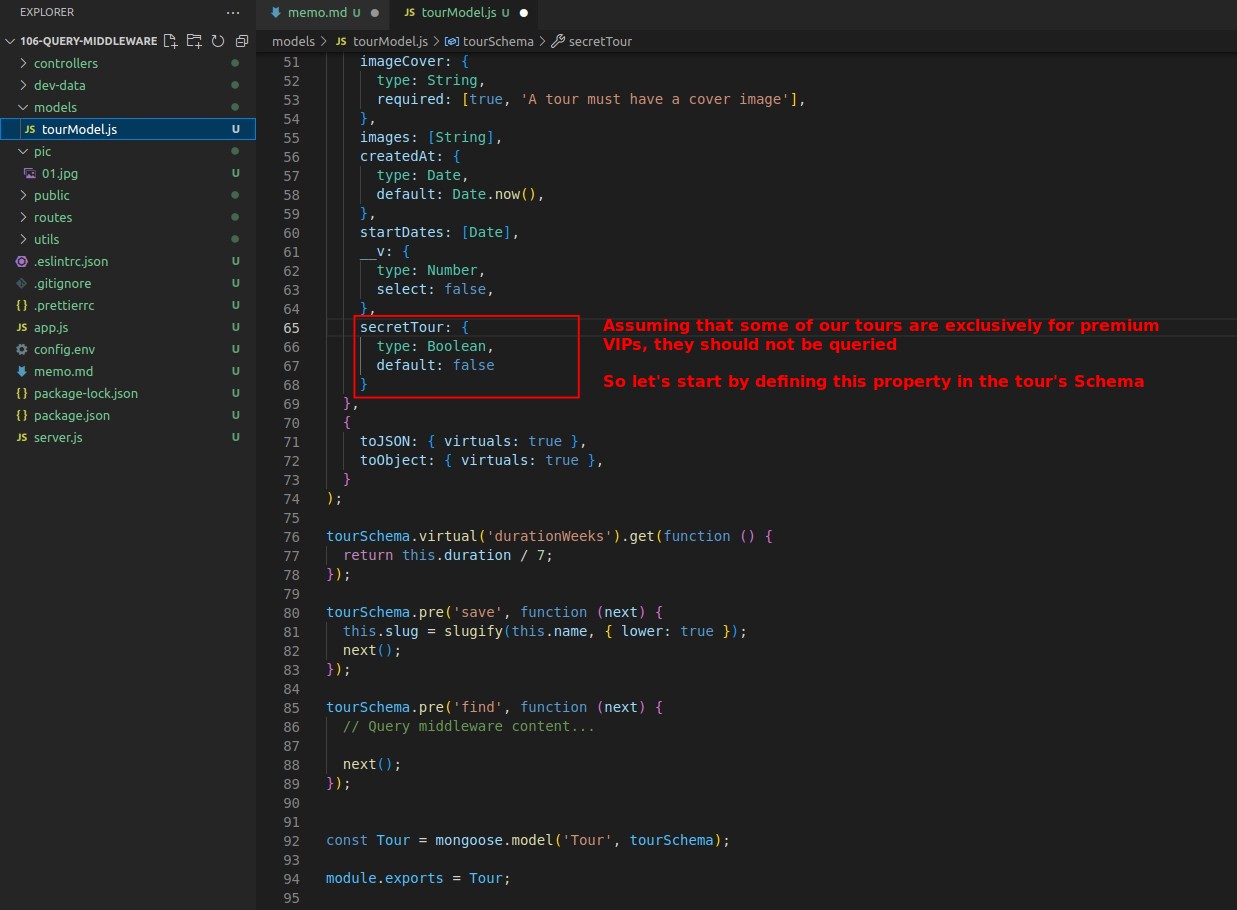 EXPLORER
106-QUERY-MIDDLEWARE
controllers
dev-data
models
JS tourModel.js U
pic
01.jpg U
public
routes
utils
.eslintrc.json U
.gitignore U
{} .prettierrc U
JS app.js U
config.env U
memo.md U
{} package-lock.json U
{} package.json U
JS server.js U
memo.md U
JS tourModel.js U
models > JS tourModel.js > tourSchema > secretTour
51 imageCover: {
52 type: String,
53 required: [true, 'A tour must have a cover image'],
54 },
55 images: [String],
56 createdAt: {
57 type: Date,
58 default: Date.now(),
59 },
60 startDates: [Date],
61 __v: {
62 type: Number,
63 select: false,
64 },
65 secretTour: {
66 type: Boolean,
67 default: false
68 }
69 },
70 {
71 toJSON: { virtuals: true },
72 toObject: { virtuals: true },
73 }
74 );
75
76 tourSchema.virtual('durationWeeks').get(function () {
77 return this.duration / 7;
78 });
79
80 tourSchema.pre('save', function (next) {
81 this.slug = slugify(this.name, { lower: true });
82 next();
83 });
84
85 tourSchema.pre('find', function (next) {
86 // Query middleware content...
87
88 next();
89 });
90
91
92 const Tour = mongoose.model('Tour', tourSchema);
93
94 module.exports = Tour;
95
Assuming that some of our tours are exclusively for premium
VIPs, they should not be queried
So let's start by defining this property in the tour's Schema